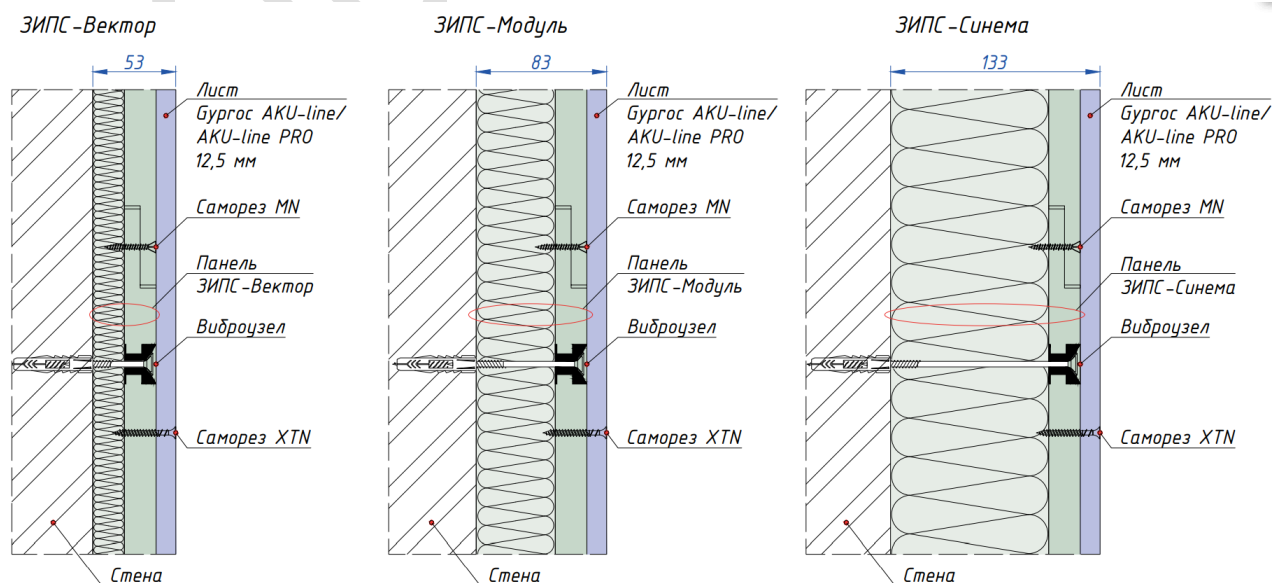 ЗИПС-Вектор
53
Лист
Gyproc AKU-line/
AKU-line PRO
12,5 мм
Саморез MN
Панель
ЗИПС-Вектор
Виброузел
Саморез XTN
Стена
ЗИПС-Модуль
83
Лист
Gyproc AKU-line/
AKU-line PRO
12,5 мм
Саморез MN
Панель
ЗИПС-Модуль
Виброузел
Саморез XTN
Стена
ЗИПС-Синема
133
Лист
Gyproc AKU-line/
AKU-line PRO
12,5 мм
Саморез MN
Панель
ЗИПС-Синема
Виброузел
Саморез XTN
Стена